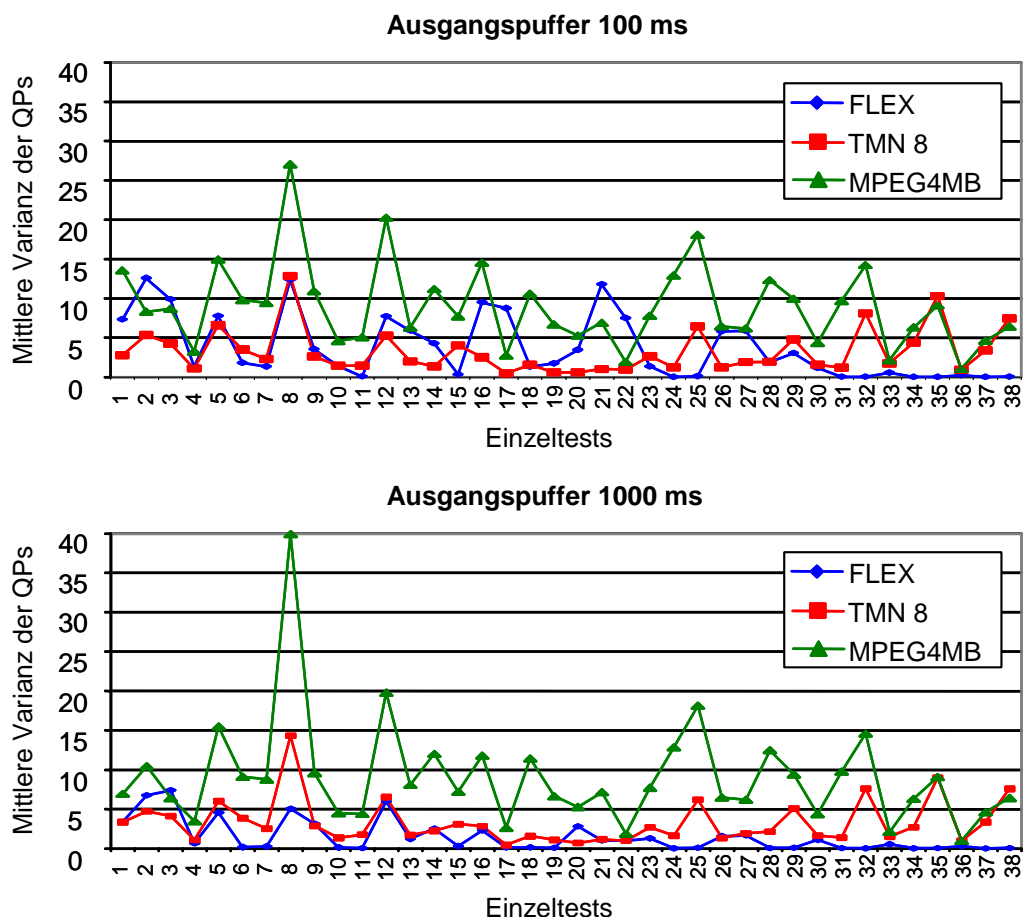 Ausgangspuffer 100 ms
Mittlere Varianz der QPs
40
35
30
25
20
15
10
5
0
FLEX
TMN 8
MPEG4MB
1 2 3 4 5 6 7 8 9 10 11 12 13 14 15 16 17 18 19 20 21 22 23 24 25 26 27 28 29 30 31 32 33 34 35 36 37 38
Einzeltests
Ausgangspuffer 1000 ms
Mittlere Varianz der QPs
40
35
30
25
20
15
10
5
0
FLEX
TMN 8
MPEG4MB
1 2 3 4 5 6 7 8 9 10 11 12 13 14 15 16 17 18 19 20 21 22 23 24 25 26 27 28 29 30 31 32 33 34 35 36 37 38
Einzeltests